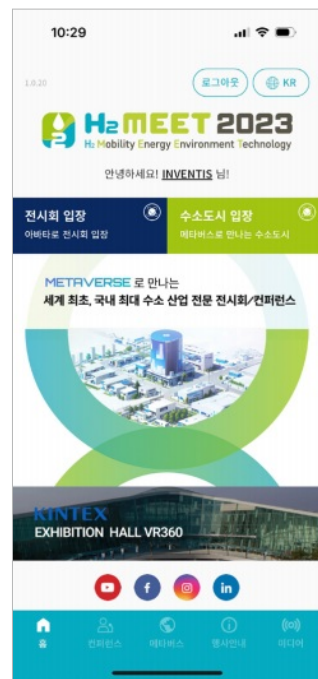 10:29
1.0.20
로그아웃
KR
H2 MEET 2023
H2 Mobility Energy Environment Technology
안녕하세요! INVENTIS 님!
전시회 입장
아바타로 전시회 입장
수소도시 입장
메타버스로 만나는 수소도시
METAVERSE 로 만나는
세계 최초, 국내 최대 수소 산업 전문 전시회/컨퍼런스
KINTEX
EXHIBITION HALL VR360
f
in
홈
컨퍼런스
메타버스
행사안내
미디어